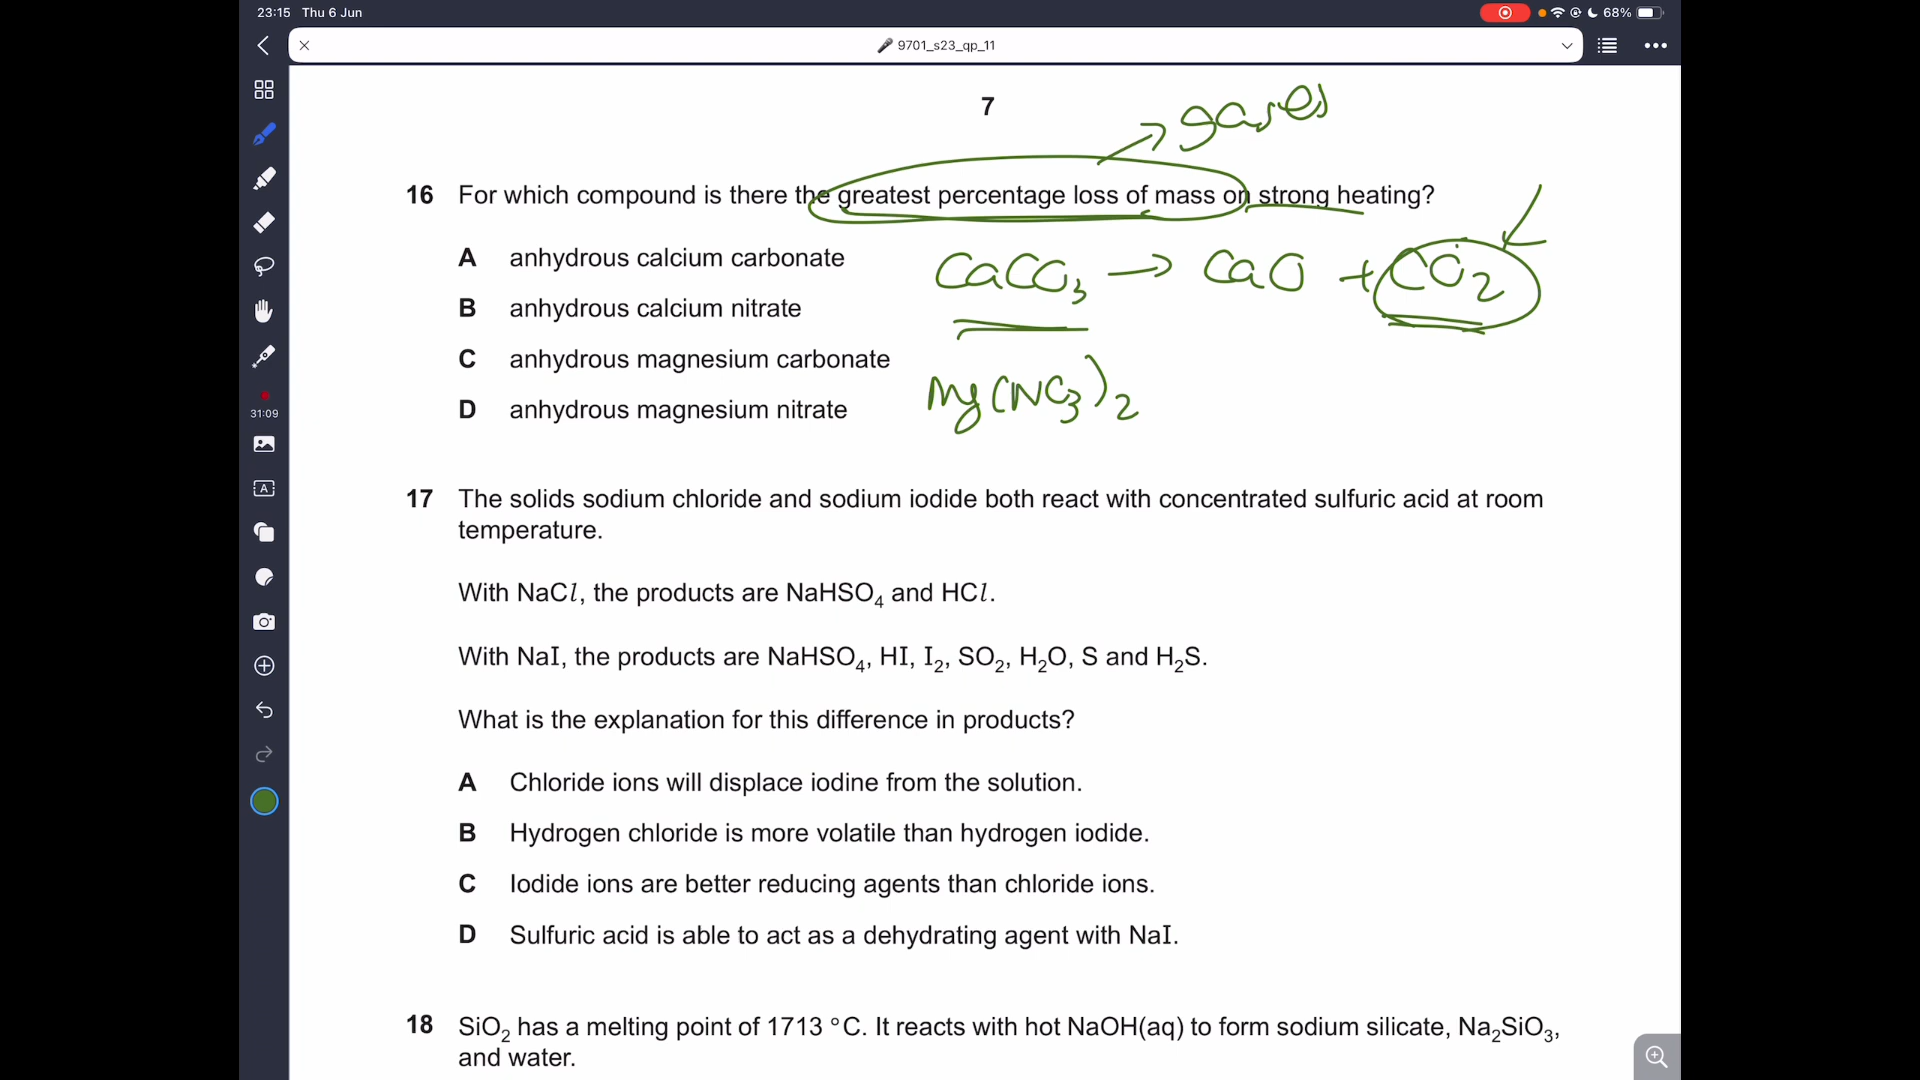 23:15 Thu 6 Jun
68%
9701_s23_qp_11
7
gases
16 For which compound is there the greatest percentage loss of mass on strong heating?
A anhydrous calcium carbonate
CaCO3 → CaO + CO2
B anhydrous calcium nitrate
C anhydrous magnesium carbonate
D anhydrous magnesium nitrate
Mg(NO3)2
31:09
17 The solids sodium chloride and sodium iodide both react with concentrated sulfuric acid at room
temperature.
With NaCl, the products are NaHSO4 and HCl.
With NaI, the products are NaHSO4, HI, I2, SO2, H2O, S and H2S.
What is the explanation for this difference in products?
A Chloride ions will displace iodine from the solution.
B Hydrogen chloride is more volatile than hydrogen iodide.
C Iodide ions are better reducing agents than chloride ions.
D Sulfuric acid is able to act as a dehydrating agent with NaI.
18 SiO2 has a melting point of 1713 °C. It reacts with hot NaOH(aq) to form sodium silicate, Na2SiO3,
and water.